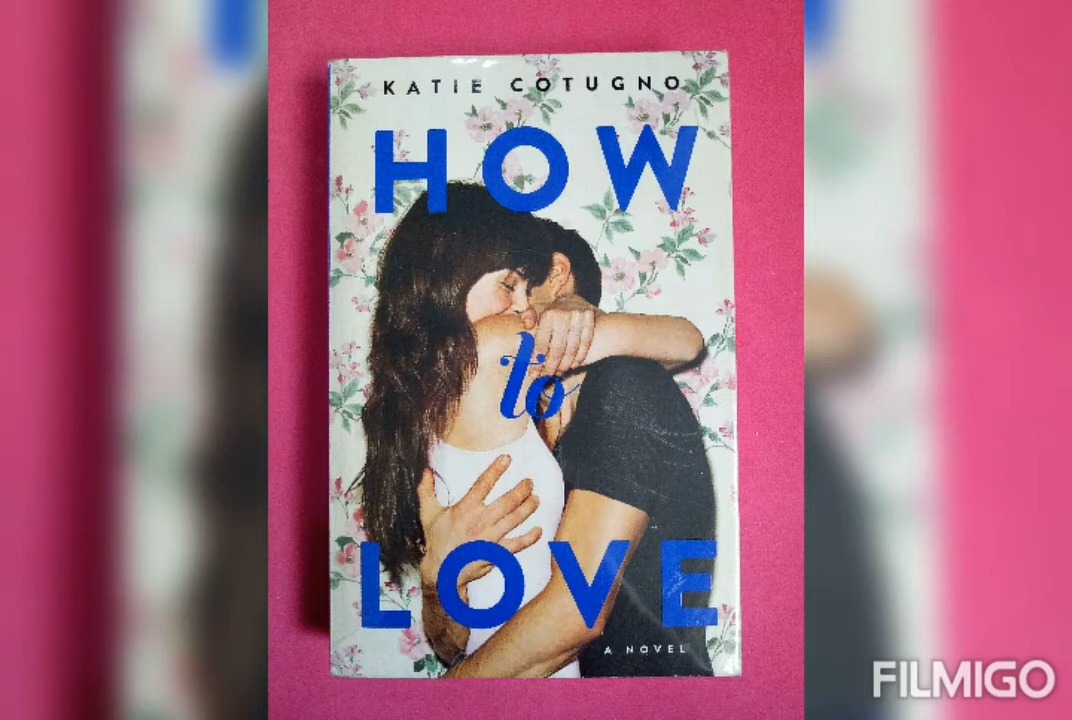 KATIE COTUGNO
HOW
to
LOVE
A NOVEL
FILMIGO